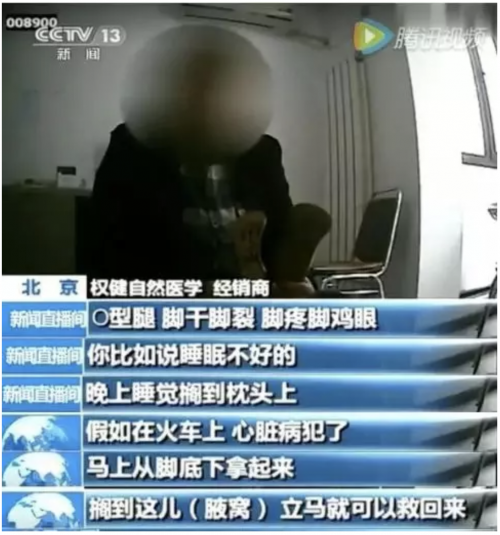 008900
CCTV 13
新闻
腾讯视频
北京 权健自然医学 经销商
新闻直播间 O型腿 脚干脚裂 脚疼脚鸡眼
新闻直播间 你比如说睡眠不好的
新闻直播间 晚上睡觉搁到枕头上
假如在火车上 心脏病犯了
马上从脚底下拿起来
搁到这儿（腋窝） 立马就可以救回来